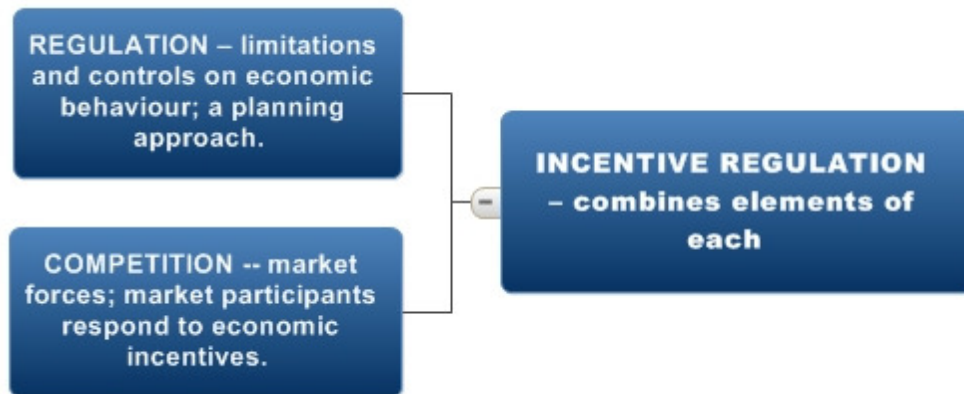 REGULATION – limitations
and controls on economic
behaviour; a planning
approach.
COMPETITION -- market
forces; market participants
respond to economic
incentives.
INCENTIVE REGULATION
– combines elements of
each